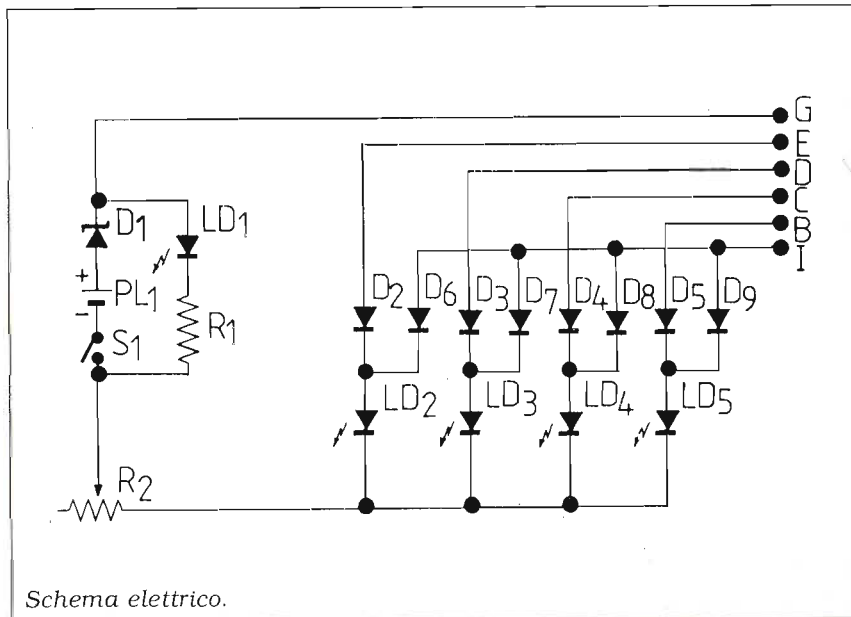 G
E
D
C
B
I
D1
LD1
+
PL1
-
S1
R1
D2
D6
D3
D7
D4
D8
D5
D9
LD2
LD3
LD4
LD5
R2
Schema elettrico.